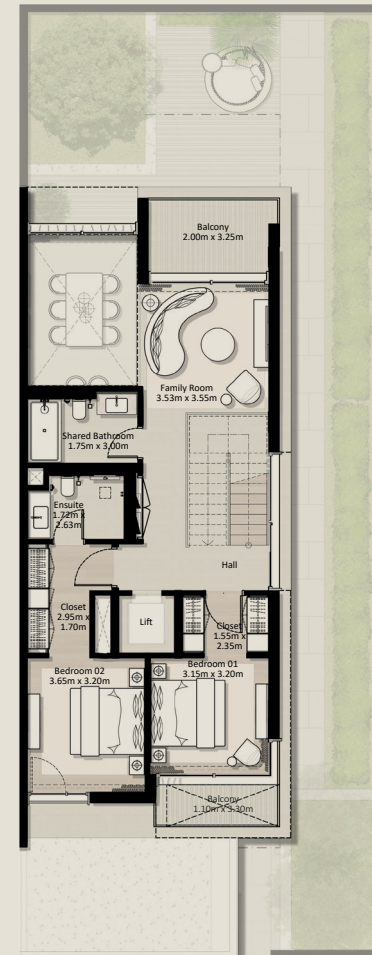 Balcony
2.00m x 3.25m
Family Room
3.53m x 3.55m
Shared Bathroom
1.75m x 3.00m
Ensuite
1.72m x
2.63m
Hall
Closet
2.95m x
1.70m
Lift
Closet
1.55m x
2.35m
Bedroom 02
3.65m x 3.20m
Bedroom 01
3.15m x 3.20m
Balcony
1.10m x 3.30m